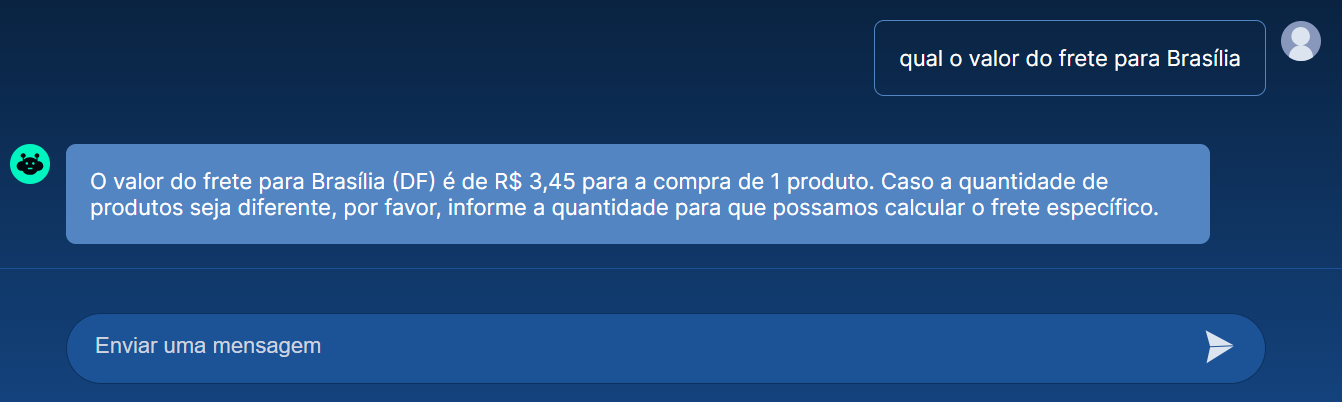 qual o valor do frete para Brasília
O valor do frete para Brasília (DF) é de R$ 3,45 para a compra de 1 produto. Caso a quantidade de
produtos seja diferente, por favor, informe a quantidade para que possamos calcular o frete específico.
Enviar uma mensagem